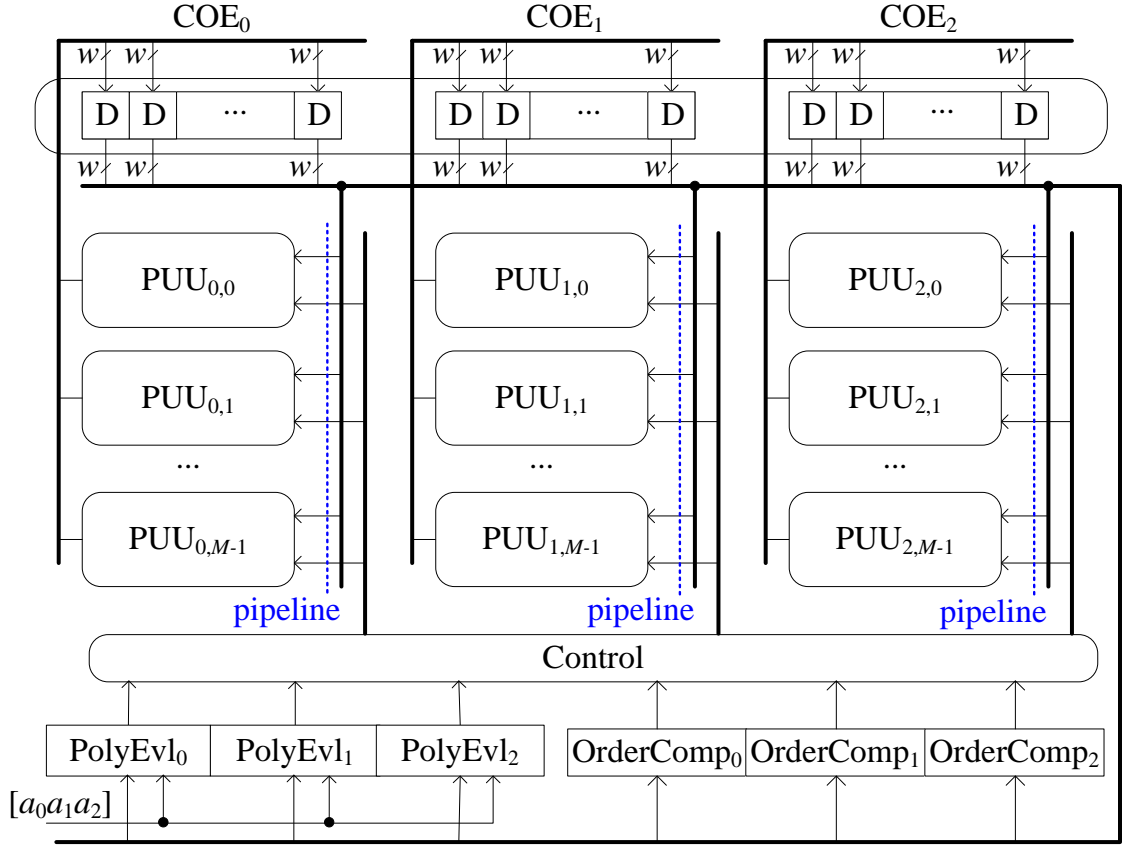 COE₀ COE₁ COE₂
w w w w w w w w w
D D ... D D D ... D D D ... D
w w w w w w w w w
PUU₀,₀ PUU₁,₀ PUU₂,₀
PUU₀,₁ PUU₁,₁ PUU₂,₁
... ... ...
PUU₀,M-1 PUU₁,M-1 PUU₂,M-1
pipeline pipeline pipeline
Control
PolyEvl₀ PolyEvl₁ PolyEvl₂ OrderComp₀ OrderComp₁ OrderComp₂
[a₀a₁a₂]